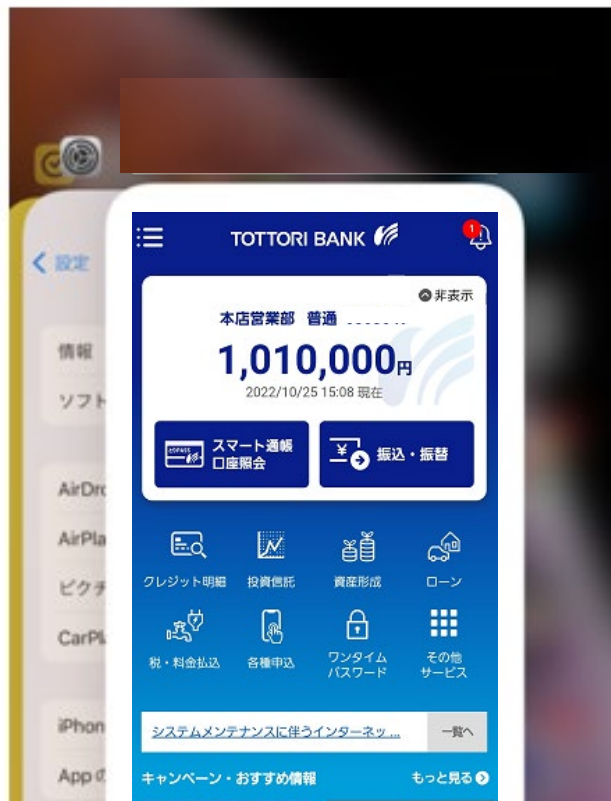 TOTTORI BANK
1
設定
非表示
本店営業部 普通
情報
1,010,000円
ソフト
2022/10/25 15:08 現在
スマート通帳
口座照会
振込・振替
AirDro
AirPla
ピクチ
CarPl
クレジット明細 投資信託 資産形成 ローン
税・料金払込 各種申込 ワンタイム
パスワード
その他
サービス
iPhon
システムメンテナンスに伴うインターネッ... 一覧へ
App の
キャンペーン・おすすめ情報 もっと見る